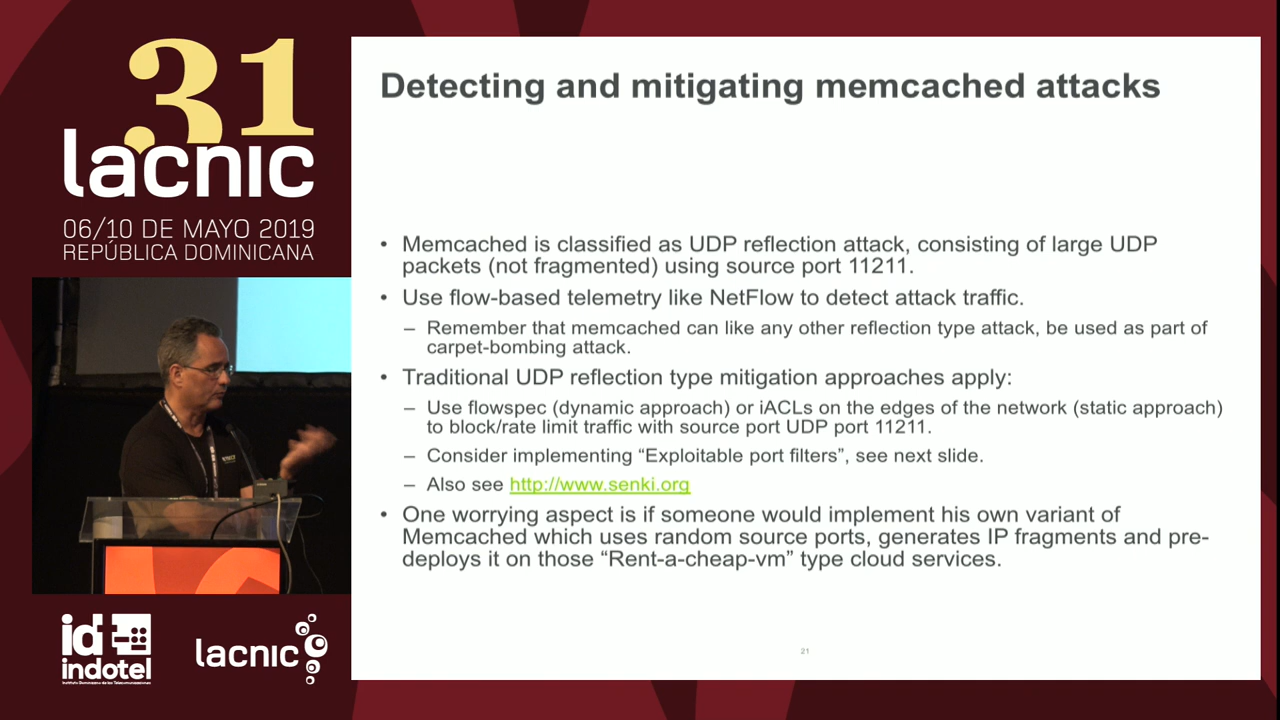 31
lacnic
06/10 DE MAYO 2019
REPÚBLICA DOMINICANA
Detecting and mitigating memcached attacks
• Memcached is classified as UDP reflection attack, consisting of large UDP
packets (not fragmented) using source port 11211.
• Use flow-based telemetry like NetFlow to detect attack traffic.
– Remember that memcached can like any other reflection type attack, be used as part of
carpet-bombing attack.
• Traditional UDP reflection type mitigation approaches apply:
– Use flowspec (dynamic approach) or iACLs on the edges of the network (static approach)
to block/rate limit traffic with source port UDP port 11211.
– Consider implementing “Exploitable port filters”, see next slide.
– Also see http://www.senki.org
• One worrying aspect is if someone would implement his own variant of
Memcached which uses random source ports, generates IP fragments and pre-
deploys it on those “Rent-a-cheap-vm” type cloud services.
21
id
indotel
Instituto Dominicano de las Telecomunicaciones
lacnic